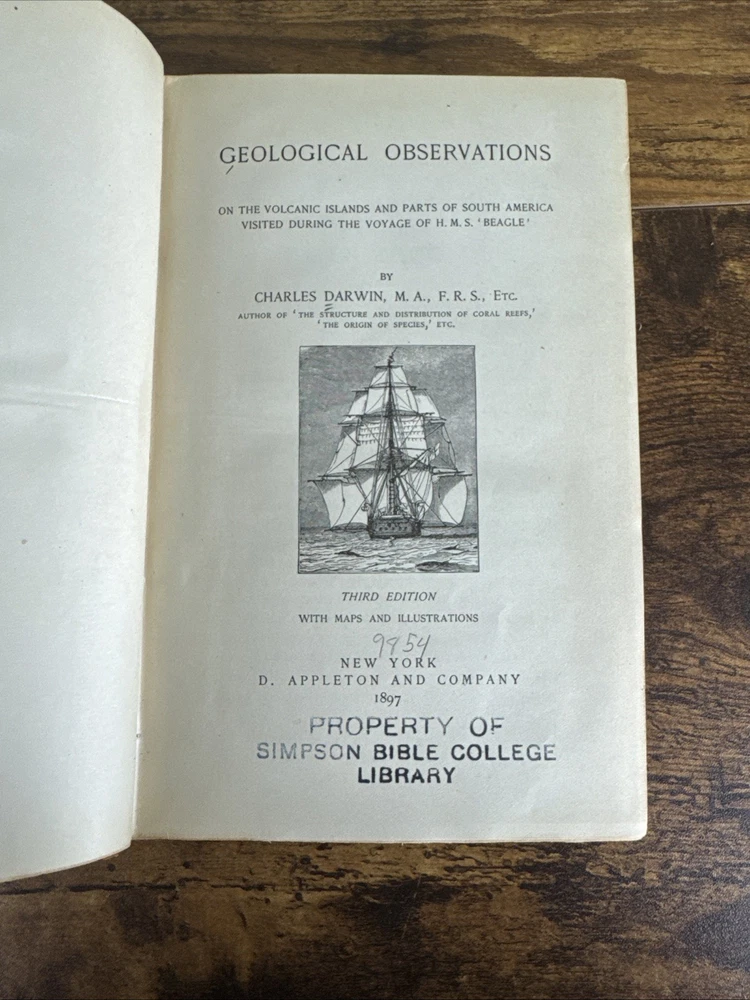 GEOLOGICAL OBSERVATIONS
ON THE VOLCANIC ISLANDS AND PARTS OF SOUTH AMERICA
VISITED DURING THE VOYAGE OF H. M. S. ‘BEAGLE’
BY
CHARLES DARWIN, M. A., F. R. S., ETC.
AUTHOR OF ‘THE STRUCTURE AND DISTRIBUTION OF CORAL REEFS,’
‘THE ORIGIN OF SPECIES,’ ETC.
THIRD EDITION
WITH MAPS AND ILLUSTRATIONS
9954
NEW YORK
D. APPLETON AND COMPANY
1897
PROPERTY OF
SIMPSON BIBLE COLLEGE
LIBRARY